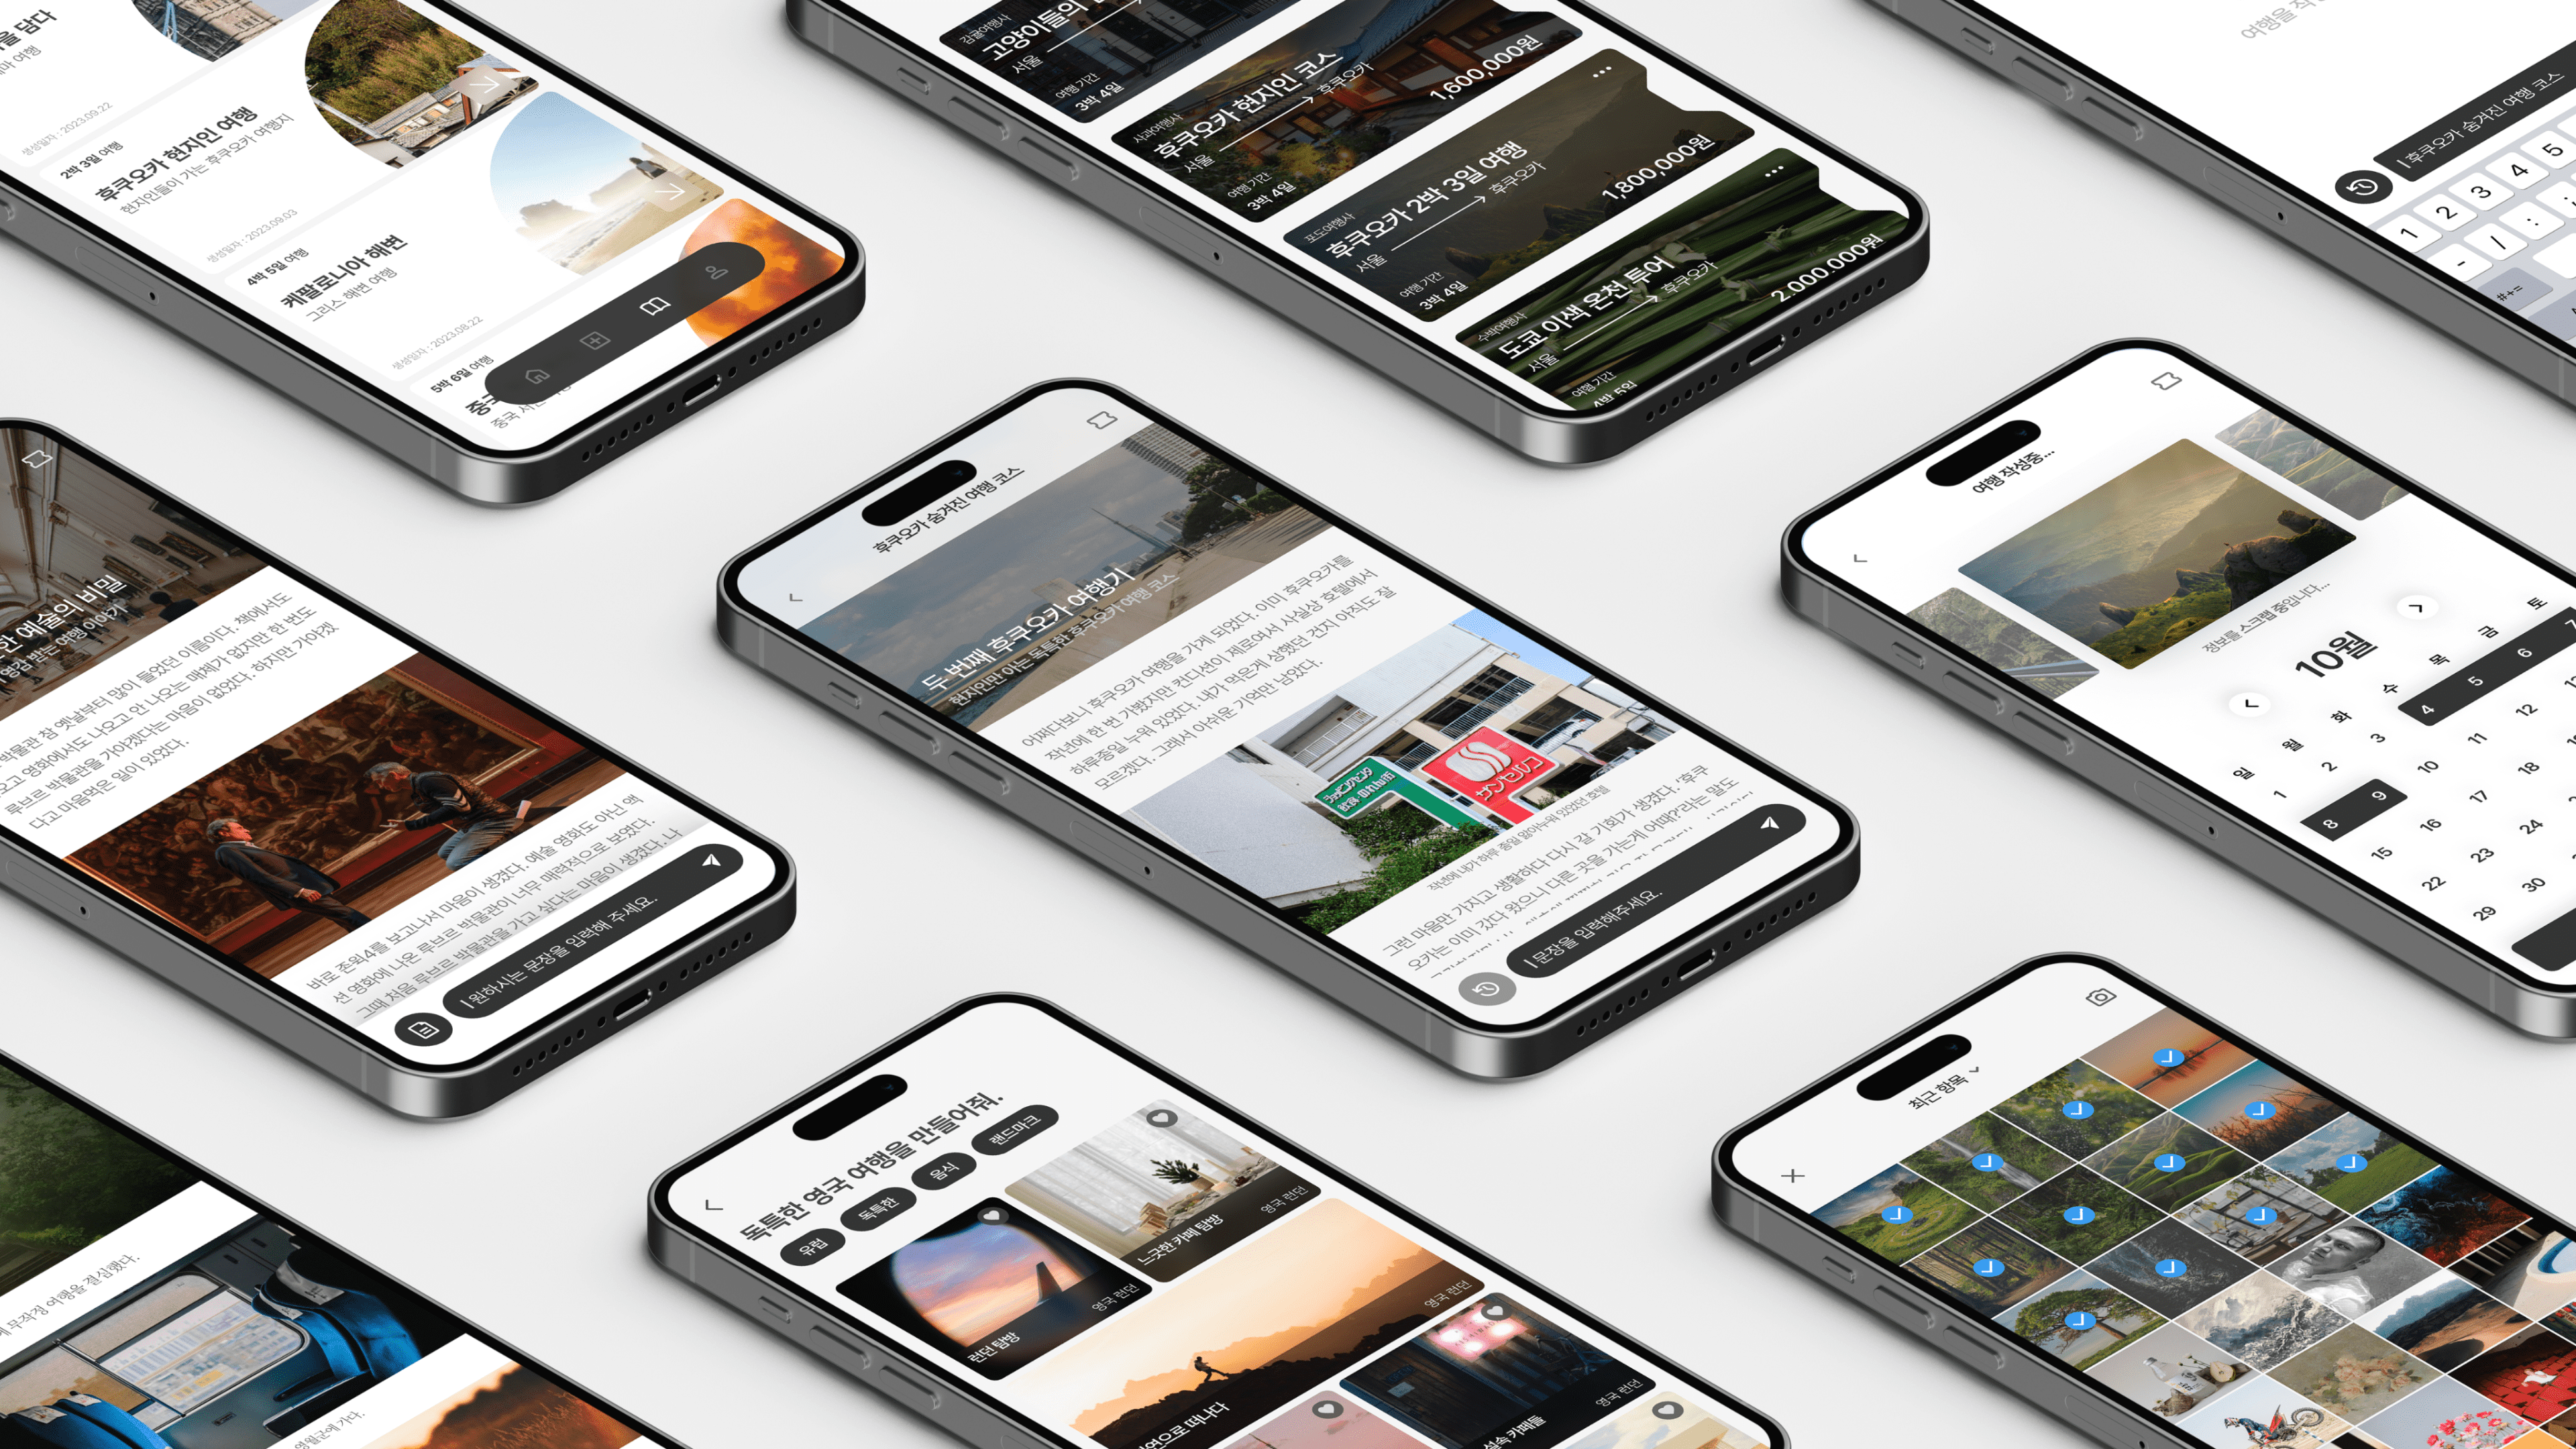 을 담다
마 여행
생성일자 : 2023.09.22
2박 3일 여행
후쿠오카 현지인 여행
현지인들이 가는 후쿠오카 여행지
생성일자 : 2023.09.03
4박 5일 여행
케팔로니아 해변
그리스 해변 여행
생성일자 : 2023.08.22
5박 6일 여행
중국
김귤여행사
고양이들의
서울
여행 기간
3박 4일
사과여행사
후쿠오카 현지인 코스
서울
후쿠오카
1,600,000원
여행 기간
3박 4일
포도여행사
후쿠오카 2박 3일 여행
서울
후쿠오카
1,800,000원
여행 기간
3박 4일
수박여행사
도쿄 이색 온천 투어
서울
후쿠오카
2,000,000원
여행 기간
4박 5일
여행을
| 후쿠오카 숨겨진 여행 코스
1 2 3 4 5
- / : ;
#+=
한 예술의 비밀
영감 받는 여행 이야기
박물관 참 옛날부터 많이 들었던 이름이다. 책에서도
오고 영화에서도 나오고 안 나오는 매체가 없지만 한 번도
루브르 박물관을 가야겠다는 마음이 없었다. 하지만 가야겠
다고 마음먹은 일이 있었다.
바로 존윅4를 보고나서 마음이 생겼다. 예술 영화도 아닌 액
션 영화에 나온 루브르 박물관이 너무 매력적으로 보였다.
그때 처음 루브르 박물관을 가고 싶다는 마음이 생겼다. 나
| 원하시는 문장을 입력해 주세요.
후쿠오카 숨겨진 여행 코스
두 번째 후쿠오카 여행기
현지인만 아는 독특한 후쿠오카 여행 코스
어쩌다보니 후쿠오카 여행을 가게 되었다. 이미 후쿠오카를
작년에 한 번 가봤지만 컨디션이 제로여서 사실상 호텔에서
하루종일 누워 있었다. 내가 먹은게 상했던 건지 아직도 잘
모르겠다. 그래서 아쉬운 기억만 남았다.
ショッピングセンタ
飲食・のれん街
サンセルコ
작년에 내가 하루 종일 앓아누워 있었던 호텔
그런 마음만 가지고 생활하다 다시 갈 기회가 생겼다. '후쿠
오카는 이미 갔다 왔으니 다른 곳을 가는게 어때?'라는 말도
| 문장을 입력해주세요.
여행 작성중...
정보를 스크랩 중입니다...
10월
일 월 화 수 목 금 토
1 2 3 4 5 6 7
8 9 10 11 12
15 16 17 18
22 23 24
29 30
무작정 여행을 결심했다.
영월군에 가다.
독특한 영국 여행을 만들어줘.
유럽
독특한
음식
랜드마크
런던 탐방
영국 런던
느긋한 카페 탐방
영국 런던
연으로 떠나다
영국 런던
속 카페들
영국 런던
최근 항목